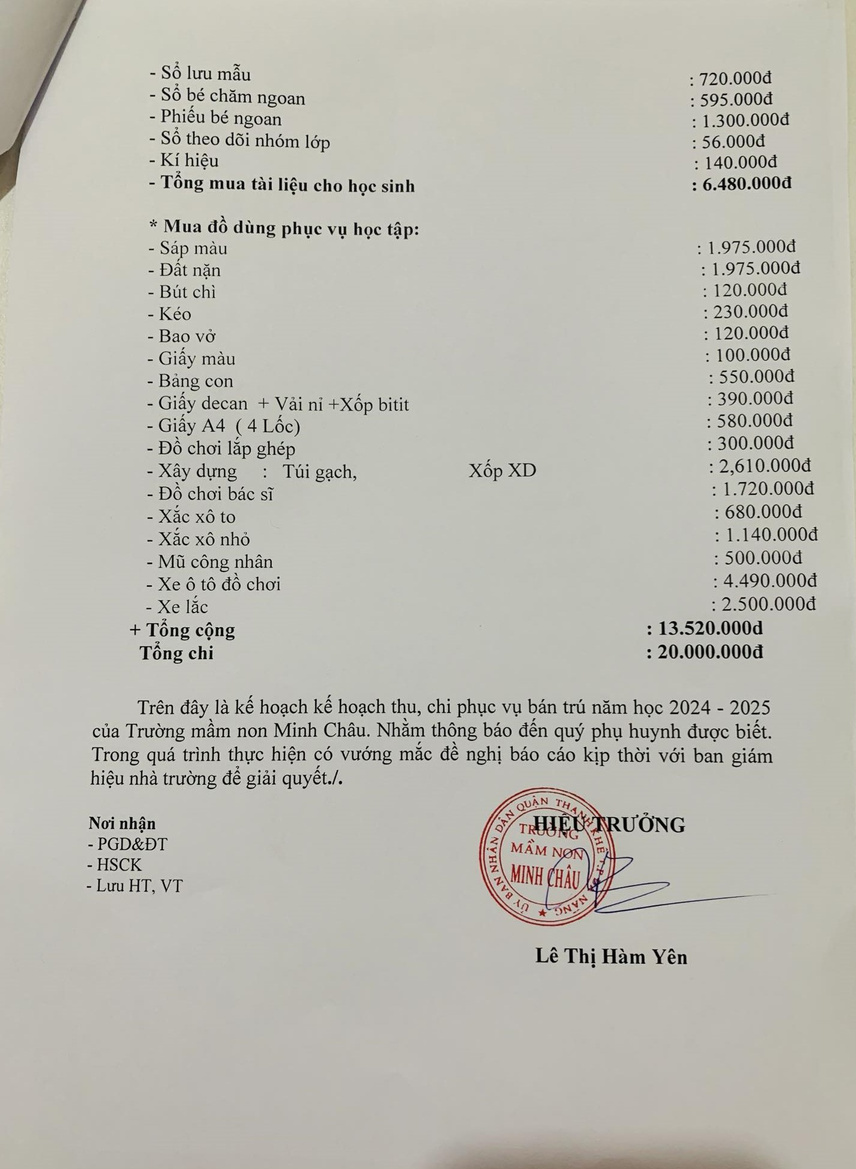 - Sổ lưu mẫu : 720.000đ
- Sổ bé chăm ngoan : 595.000đ
- Phiếu bé ngoan : 1.300.000đ
- Sổ theo dõi nhóm lớp : 56.000đ
- Kí hiệu : 140.000đ
- Tổng mua tài liệu cho học sinh : 6.480.000đ
* Mua đồ dùng phục vụ học tập:
- Sáp màu : 1.975.000đ
- Đất nặn : 1.975.000đ
- Bút chì : 120.000đ
- Kéo : 230.000đ
- Bao vở : 120.000đ
- Giấy màu : 100.000đ
- Bảng con : 550.000đ
- Giấy decan + Vải nỉ +Xốp bitit : 390.000đ
- Giấy A4 ( 4 Lốc) : 580.000đ
- Đồ chơi lắp ghép : 300.000đ
- Xây dựng : Túi gạch, Xốp XD : 2,610.000đ
- Đồ chơi bác sĩ : 1.720.000đ
- Xắc xô to : 680.000đ
- Xắc xô nhỏ : 1.140.000đ
- Mũ công nhân : 500.000đ
- Xe ô tô đồ chơi : 4.490.000đ
- Xe lắc : 2.500.000đ
+ Tổng cộng : 13.520.000d
Tổng chi : 20.000.000đ
Trên đây là kế hoạch kế hoạch thu, chi phục vụ bán trú năm học 2024 - 2025
của Trường mầm non Minh Châu. Nhằm thông báo đến quý phụ huynh được biết.
Trong quá trình thực hiện có vướng mắc đề nghị báo cáo kịp thời với ban giám
hiệu nhà trường để giải quyết./.
Nơi nhận
- PGD&ĐT
- HSCK
- Lưu HT, VT
HIỆU TRƯỞNG
ỦY BAN NHÂN DÂN QUẬN THANH KHÊ T.P ĐÀ NẴNG
TRƯỜNG
MẦM NON
MINH CHÂU
Lê Thị Hàm Yên